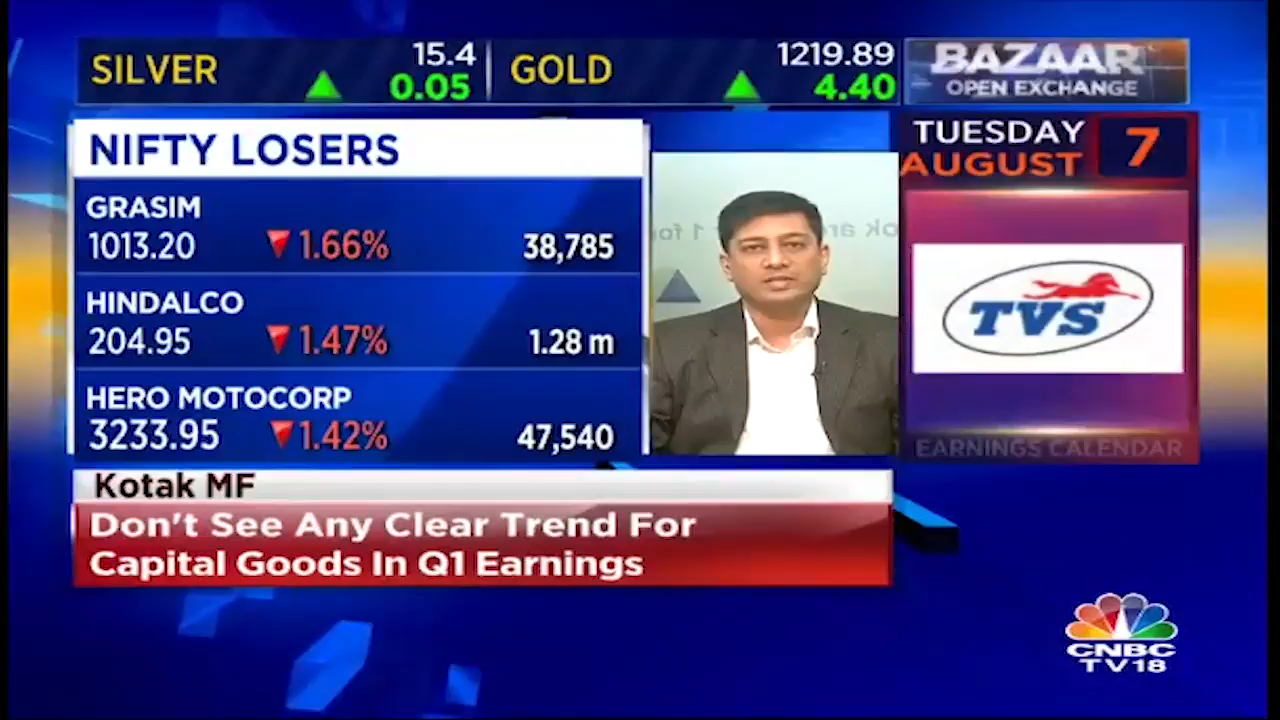 SILVER 15.4 0.05
GOLD 1219.89 4.40
BAZAAR
OPEN EXCHANGE
NIFTY LOSERS
GRASIM
1013.20 1.66% 38,785
HINDALCO
204.95 1.47% 1.28 m
HERO MOTOCORP
3233.95 1.42% 47,540
TUESDAY
AUGUST 7
TVS
EARNINGS CALENDAR
Kotak MF
Don't See Any Clear Trend For
Capital Goods In Q1 Earnings
CNBC
TV18